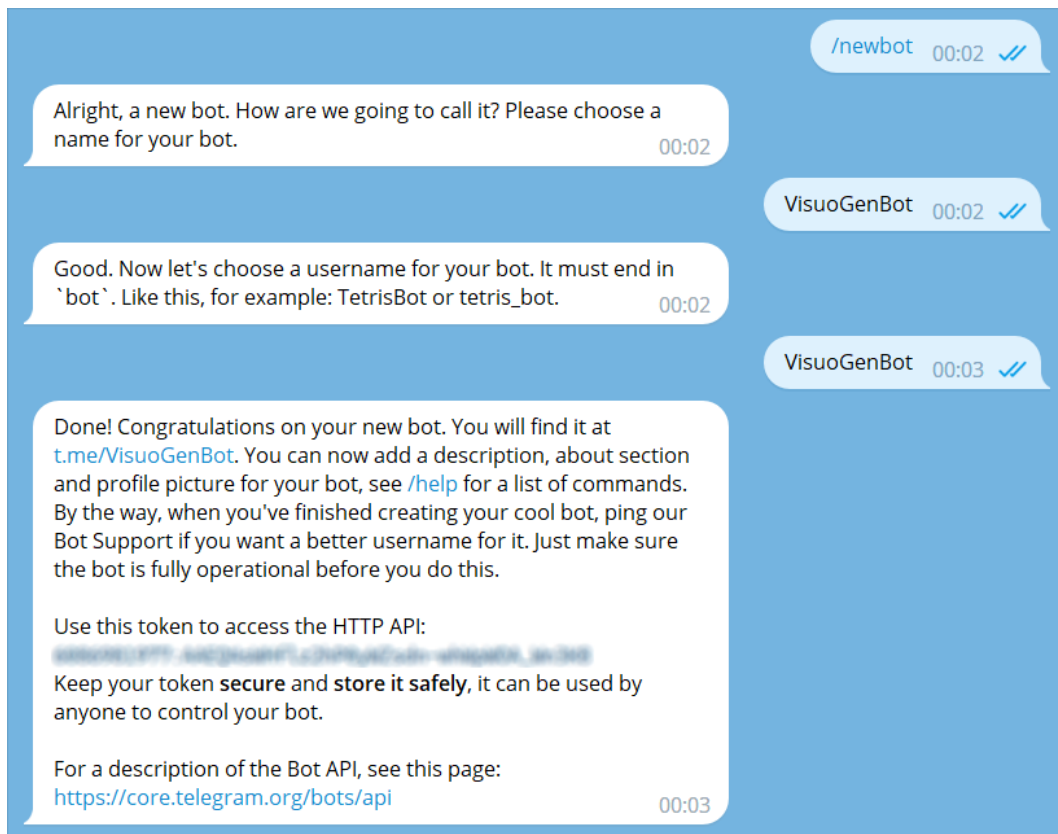 /newbot 00:02
Alright, a new bot. How are we going to call it? Please choose a
name for your bot.
00:02
VisuoGenBot 00:02
Good. Now let's choose a username for your bot. It must end in
`bot`. Like this, for example: TetrisBot or tetris_bot.
00:02
VisuoGenBot 00:03
Done! Congratulations on your new bot. You will find it at
t.me/VisuoGenBot. You can now add a description, about section
and profile picture for your bot, see /help for a list of commands.
By the way, when you've finished creating your cool bot, ping our
Bot Support if you want a better username for it. Just make sure
the bot is fully operational before you do this.
Use this token to access the HTTP API:
Keep your token secure and store it safely, it can be used by
anyone to control your bot.
For a description of the Bot API, see this page:
https://core.telegram.org/bots/api
00:03